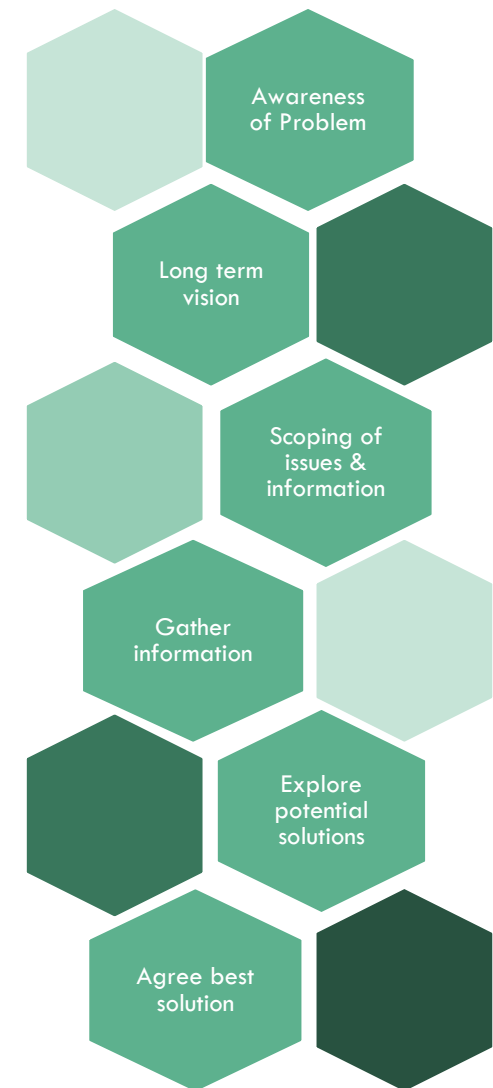 Awareness
of Problem
Long term
vision
Scoping of
issues &
information
Gather
information
Explore
potential
solutions
Agree best
solution